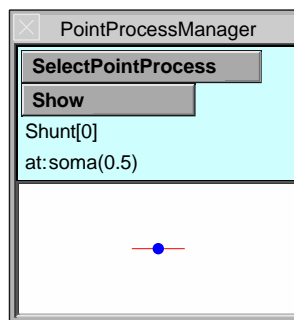 PointProcessManager
SelectPointProcess
Show
Shunt[0]
at:soma(0.5)